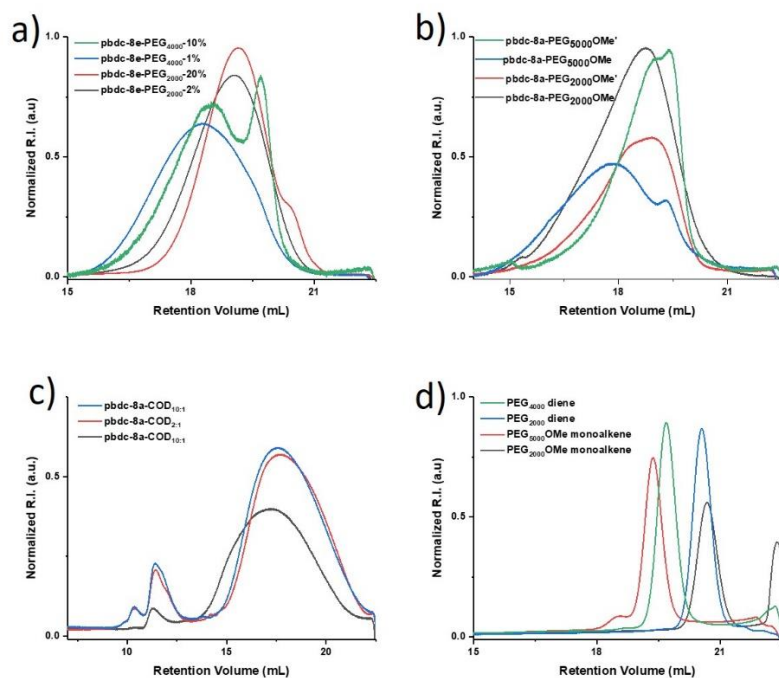 a)
pbdc-8e-PEG₄₀₀₀-10%
pbdc-8e-PEG₄₀₀₀-1%
pbdc-8e-PEG₂₀₀₀-20%
pbdc-8e-PEG₂₀₀₀-2%
Normalized R.I. (a.u)
1.0
0.5
0.0
15 18 21
Retention Volume (mL)
b)
pbdc-8a-PEG₅₀₀₀OMe'
pbdc-8a-PEG₅₀₀₀OMe
pbdc-8a-PEG₂₀₀₀OMe'
pbdc-8a-PEG₂₀₀₀OMe
Normalized R.I. (a.u)
1.0
0.5
0.0
15 18 21
Retention Volume (mL)
c)
pbdc-8a-COD₁₀:₁
pbdc-8a-COD₂:₁
pbdc-8a-COD₁₀:₁
Normalized R.I. (a.u.)
0.5
0.0
10 15 20
Retention Volume (mL)
d)
PEG₄₀₀₀ diene
PEG₂₀₀₀ diene
PEG₅₀₀₀OMe monoalkene
PEG₂₀₀₀OMe monoalkene
Normalized R.I. (a.u)
1.0
0.5
0.0
15 18 21
Retention Volume (mL)